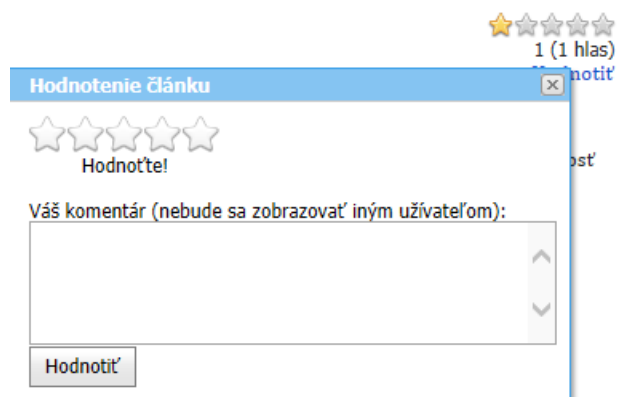 1 (1 hlas)
Hodnotenie článku
Hodnoťte!
Váš komentár (nebude sa zobrazovať iným užívateľom):
Hodnotiť